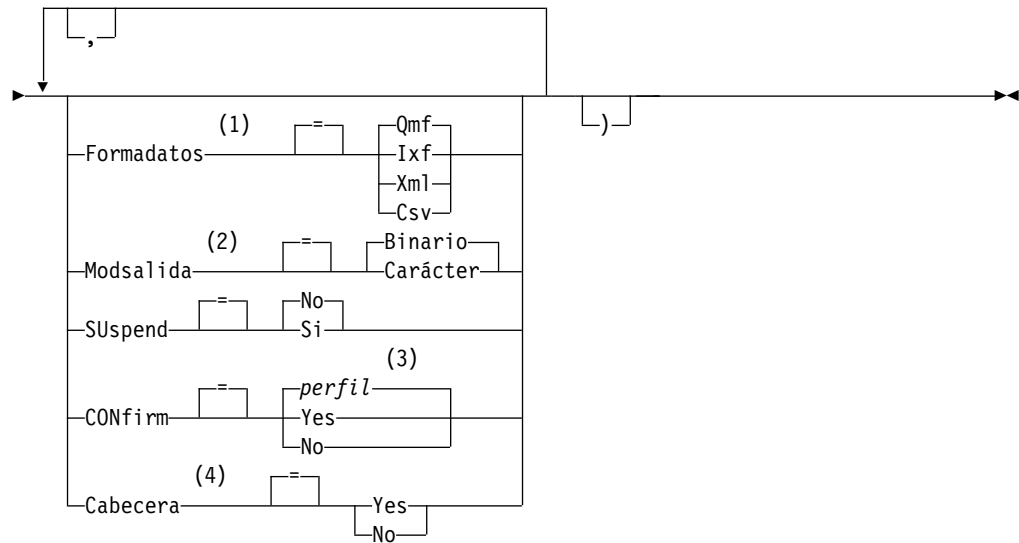 ,
)
(1)
Formadatos = Qmf
Ixf
Xml
Csv
(2)
Modsalida = Binario
Carácter
SUspend = No
Si
(3)
CONfirm = perfil
Yes
No
(4)
Cabecera = Yes
No